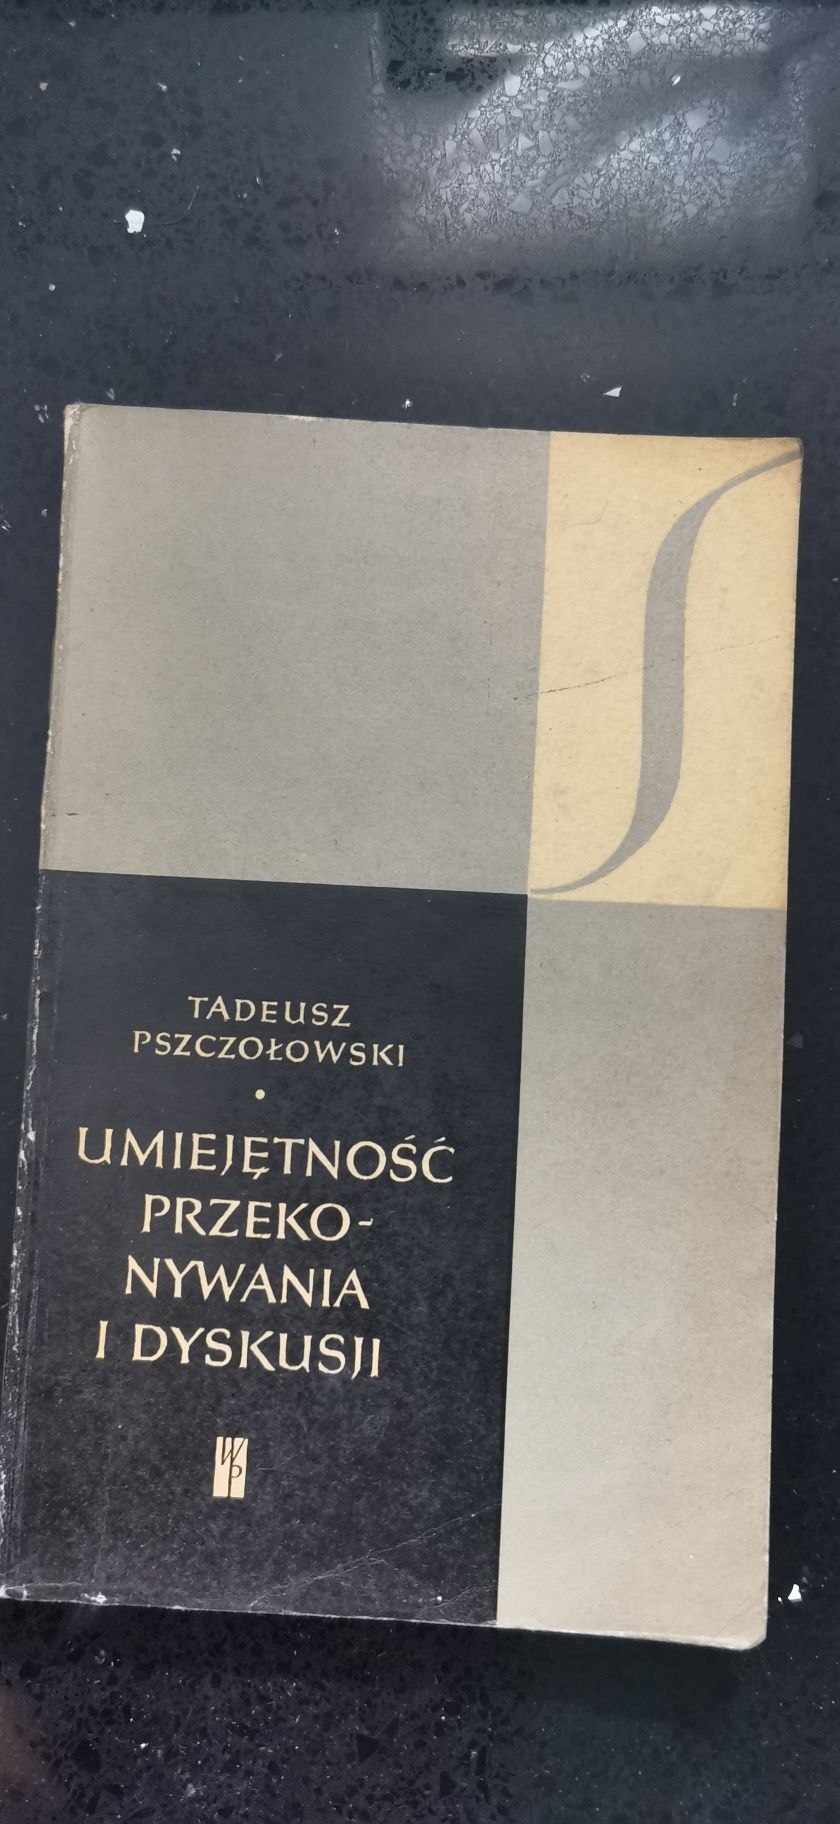 TADEUSZ
PSZCZOŁOWSKI
UMIEJĘTNOŚĆ
PRZEKO-
NYWANIA
I DYSKUSJI
WP